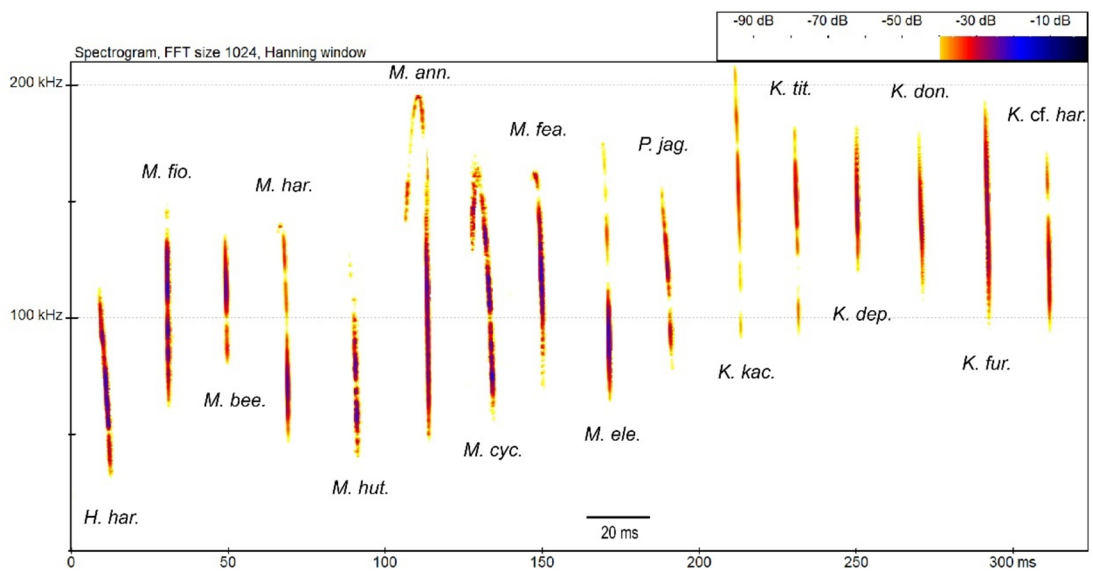 -90 dB -70 dB -50 dB -30 dB -10 dB
Spectrogram, FFT size 1024, Hanning window
200 kHz
M. ann.
K. tit.
K. don.
K. cf. har.
M. fea.
P. jag.
M. fio.
M. har.
100 kHz
K. dep.
K. kac.
K. fur.
M. bee.
M. ele.
M. cyc.
M. hut.
H. har.
20 ms
0 50 100 150 200 250 300 ms